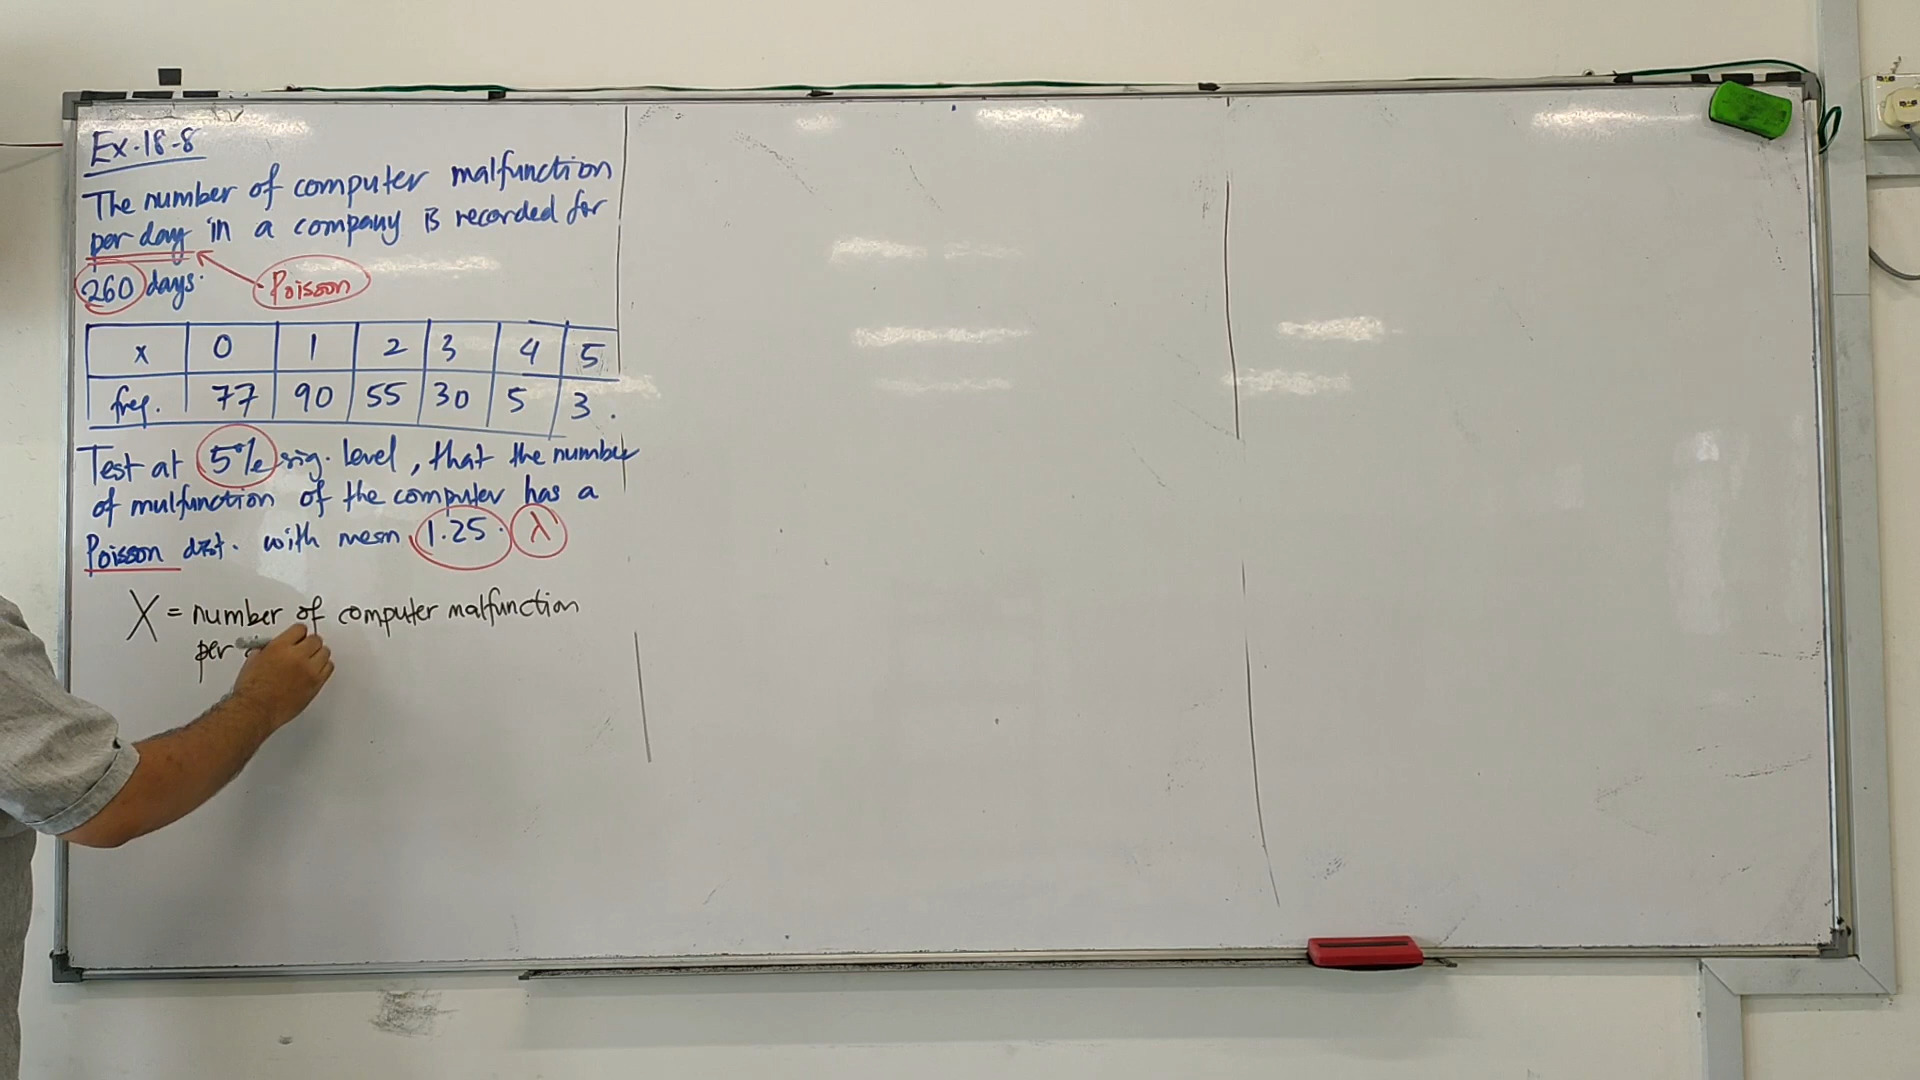 Ex.18-8
The number of computer malfunction
per day in a company is recorded for
260 days. Poisson
x 0 1 2 3 4 5
freq. 77 90 55 30 5 3.
Test at 5% sig. level, that the number
of mulfunction of the computer has a
Poisson dist. with mean 1.25. λ
X = number of computer malfunction
per